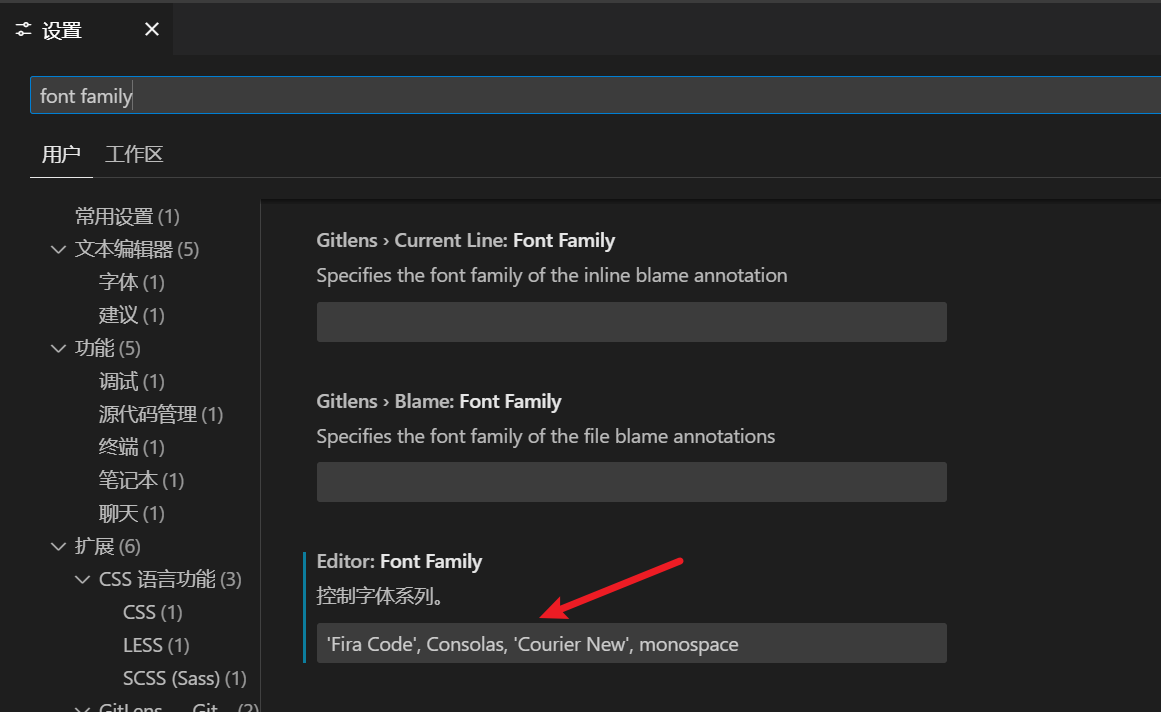 设置
font family
用户 工作区
常用设置 (1)
文本编辑器 (5)
字体 (1)
建议 (1)
功能 (5)
调试 (1)
源代码管理 (1)
终端 (1)
笔记本 (1)
聊天 (1)
扩展 (6)
CSS 语言功能 (3)
CSS (1)
LESS (1)
SCSS (Sass) (1)
GitLens Git (2)
Gitlens › Current Line: Font Family
Specifies the font family of the inline blame annotation
Gitlens › Blame: Font Family
Specifies the font family of the file blame annotations
Editor: Font Family
控制字体系列。
'Fira Code', Consolas, 'Courier New', monospace